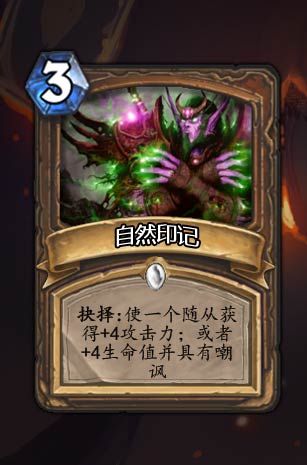 3
自然印记
抉择:使一个随从获
得+4攻击力；或者
+4生命值并具有嘲
讽